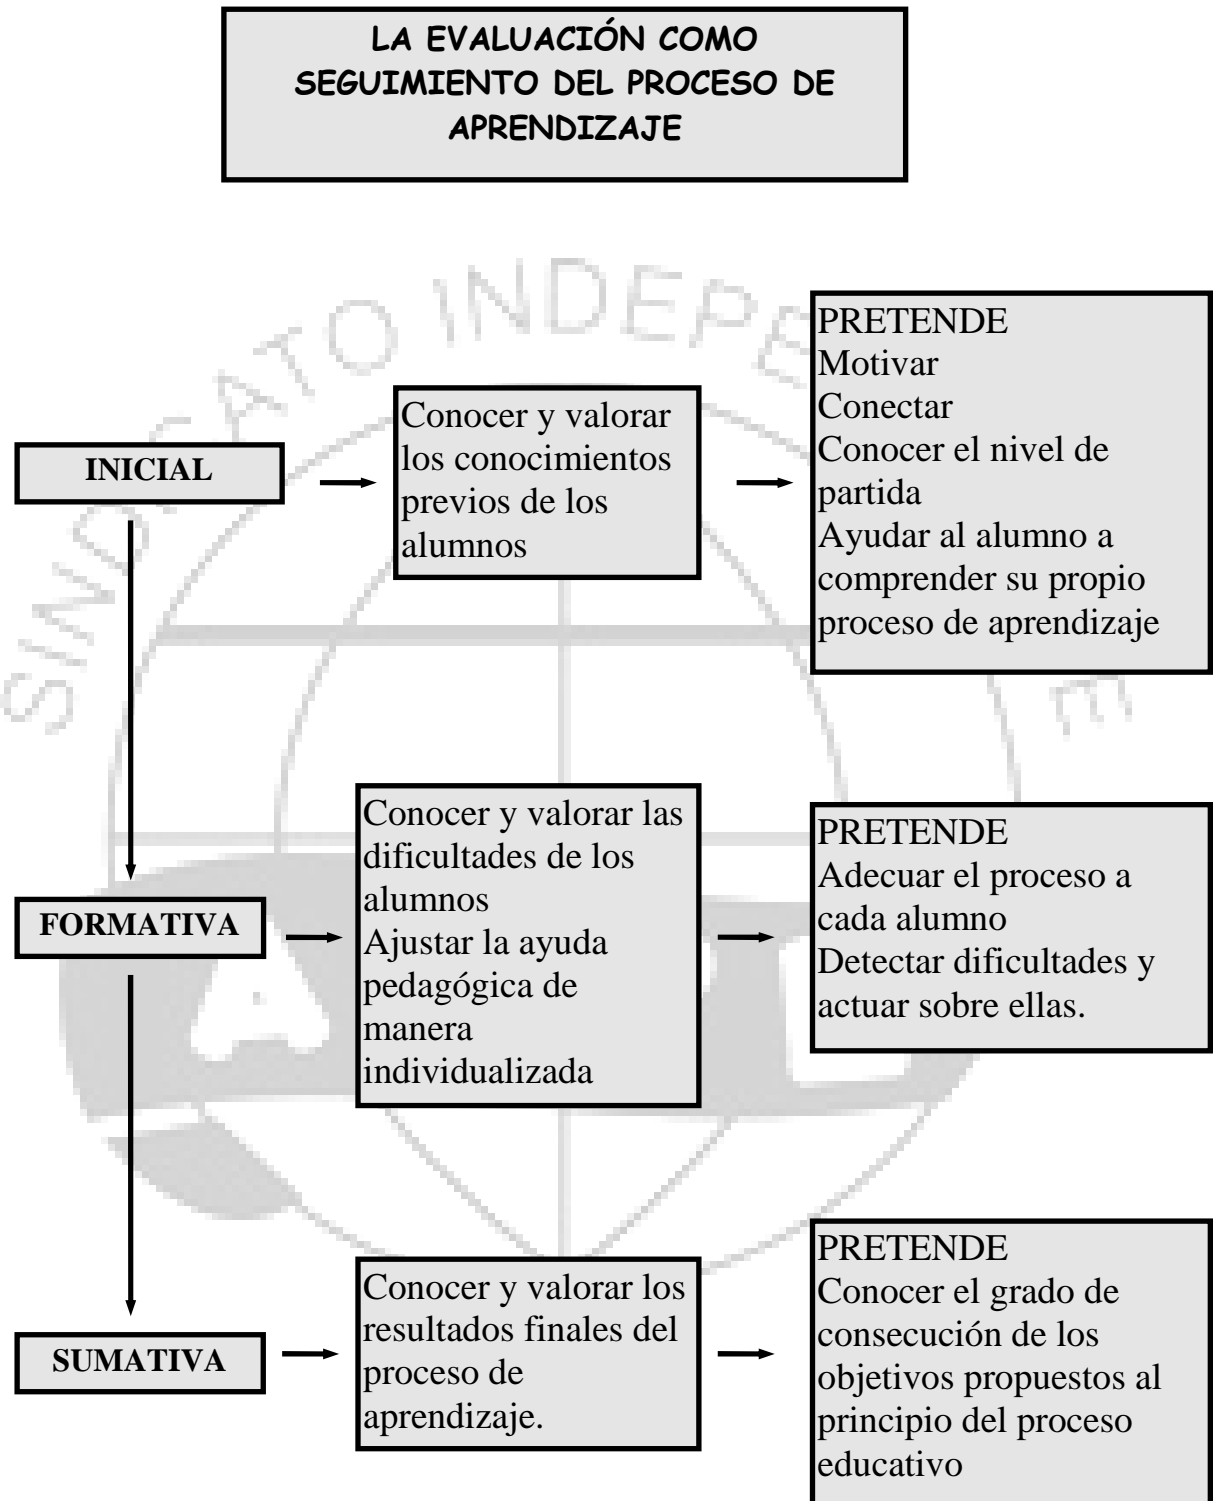 LA EVALUACIÓN COMO
SEGUIMIENTO DEL PROCESO DE
APRENDIZAJE
SINDICATO INDEPE
E
INICIAL
Conocer y valorar
los conocimientos
previos de los
alumnos
PRETENDE
Motivar
Conectar
Conocer el nivel de
partida
Ayudar al alumno a
comprender su propio
proceso de aprendizaje
FORMATIVA
Conocer y valorar las
dificultades de los
alumnos
Ajustar la ayuda
pedagógica de
manera
individualizada
PRETENDE
Adecuar el proceso a
cada alumno
Detectar dificultades y
actuar sobre ellas.
SUMATIVA
Conocer y valorar los
resultados finales del
proceso de
aprendizaje.
PRETENDE
Conocer el grado de
consecución de los
objetivos propuestos al
principio del proceso
educativo